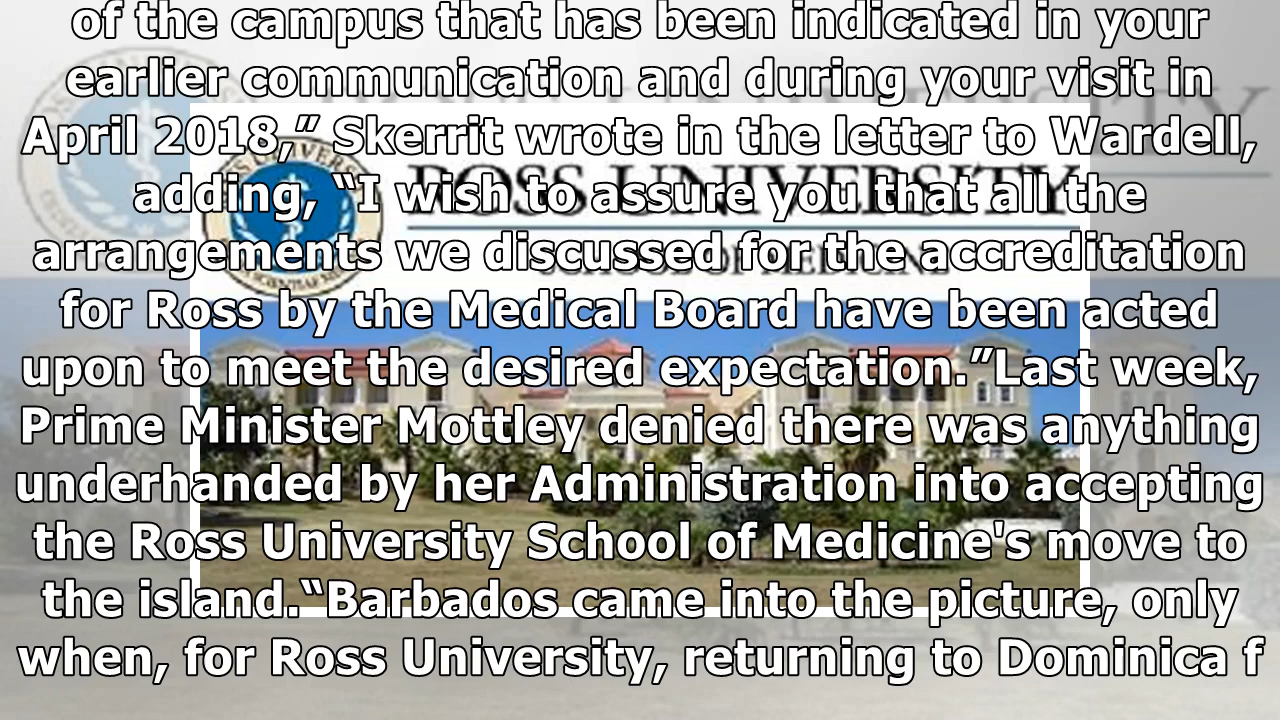 of the campus that has been indicated in your
earlier communication and during your visit in
April 2018,” Skerrit wrote in the letter to Wardell,
adding, “I wish to assure you that all the
arrangements we discussed for the accreditation
for Ross by the Medical Board have been acted
upon to meet the desired expectation.”Last week,
Prime Minister Mottley denied there was anything
underhanded by her Administration into accepting
the Ross University School of Medicine's move to
the island.“Barbados came into the picture, only
when, for Ross University, returning to Dominica f
ROSS UNIVERSITY
SCHOOL OF MEDICINE